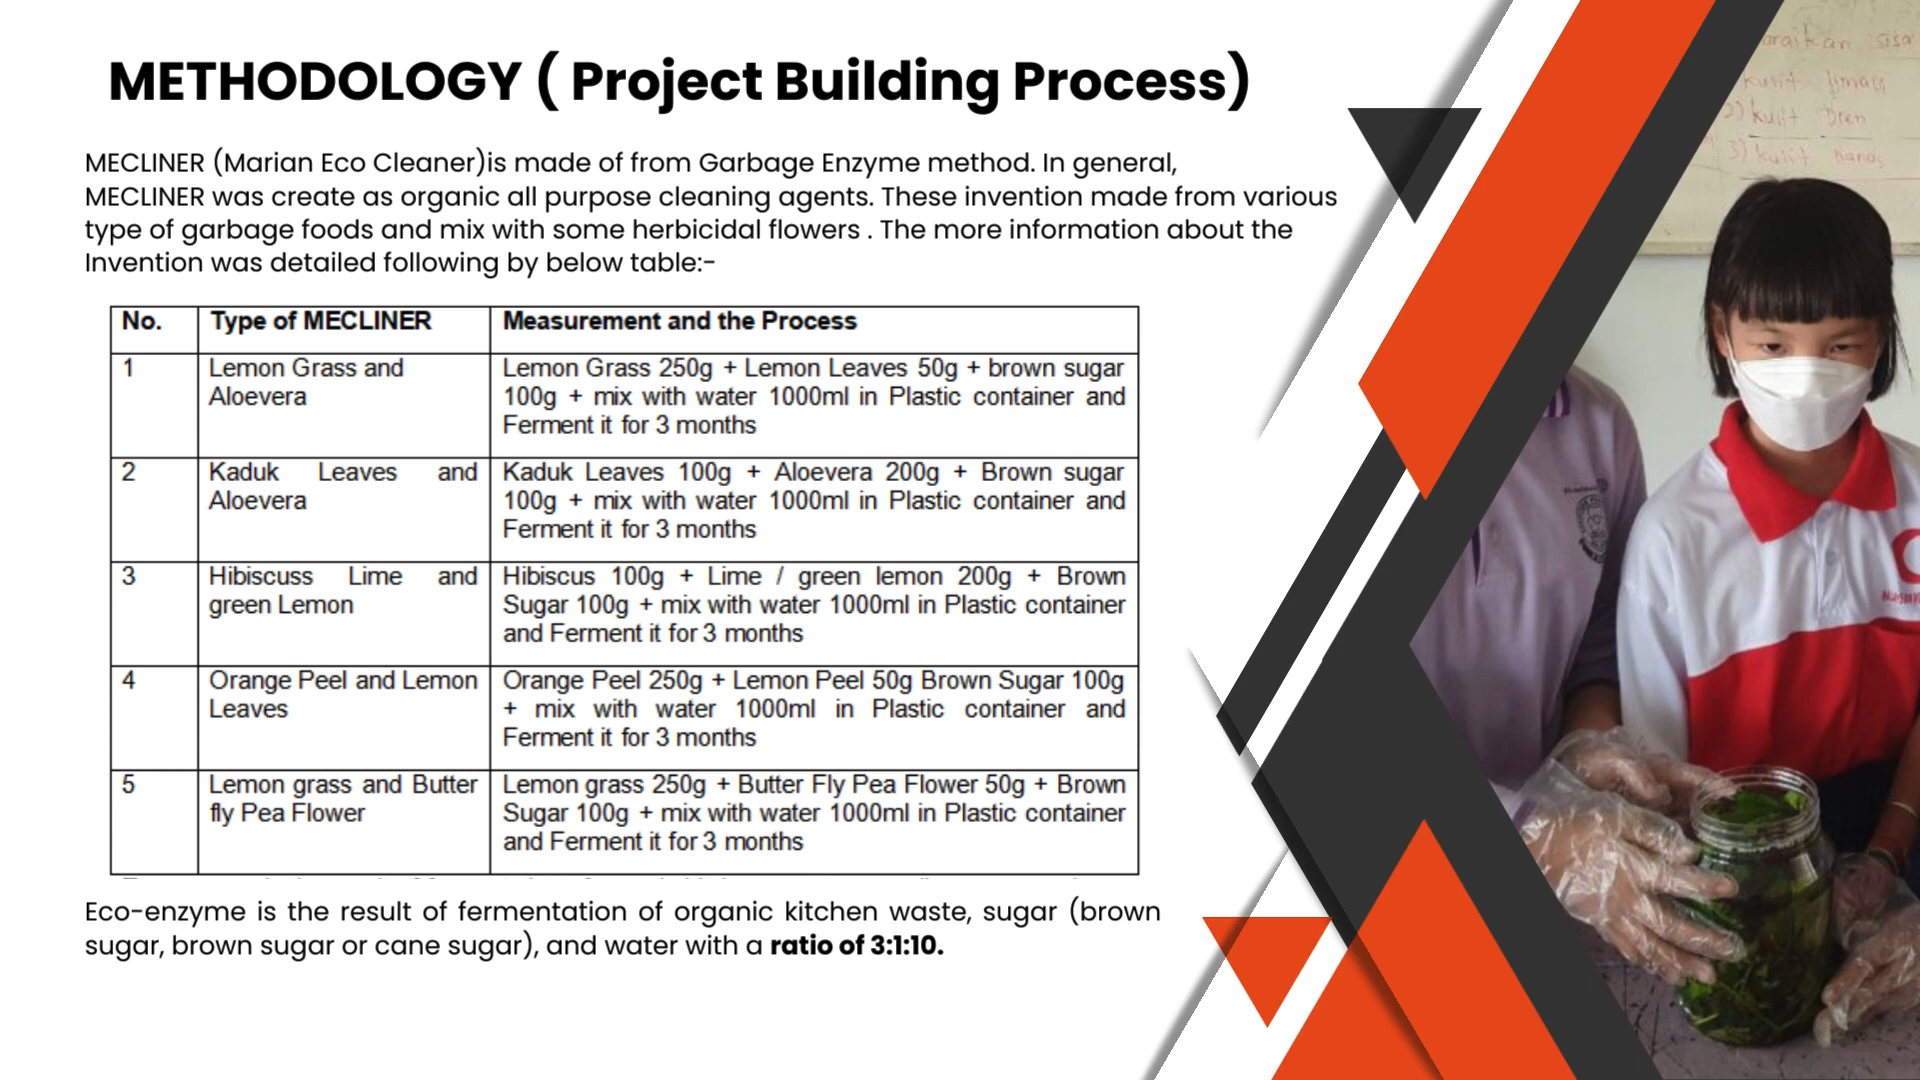 METHODOLOGY ( Project Building Process)
MECLINER (Marian Eco Cleaner)is made of from Garbage Enzyme method. In general,
MECLINER was create as organic all purpose cleaning agents. These invention made from various
type of garbage foods and mix with some herbicidal flowers . The more information about the
Invention was detailed following by below table:-
No. Type of MECLINER Measurement and the Process
1 Lemon Grass and Lemon Grass 250g + Lemon Leaves 50g + brown sugar
Aloevera 100g + mix with water 1000ml in Plastic container and
Ferment it for 3 months
2 Kaduk Leaves and Kaduk Leaves 100g + Aloevera 200g + Brown sugar
Aloevera 100g + mix with water 1000ml in Plastic container and
Ferment it for 3 months
3 Hibiscuss Lime and Hibiscus 100g + Lime / green lemon 200g + Brown
green Lemon Sugar 100g + mix with water 1000ml in Plastic container
and Ferment it for 3 months
4 Orange Peel and Lemon Orange Peel 250g + Lemon Peel 50g Brown Sugar 100g
Leaves + mix with water 1000ml in Plastic container and
Ferment it for 3 months
5 Lemon grass and Butter Lemon grass 250g + Butter Fly Pea Flower 50g + Brown
fly Pea Flower Sugar 100g + mix with water 1000ml in Plastic container
and Ferment it for 3 months
Eco-enzyme is the result of fermentation of organic kitchen waste, sugar (brown
sugar, brown sugar or cane sugar), and water with a ratio of 3:1:10.
sisa
kulit limau
2) kulit
3) kulit nanas